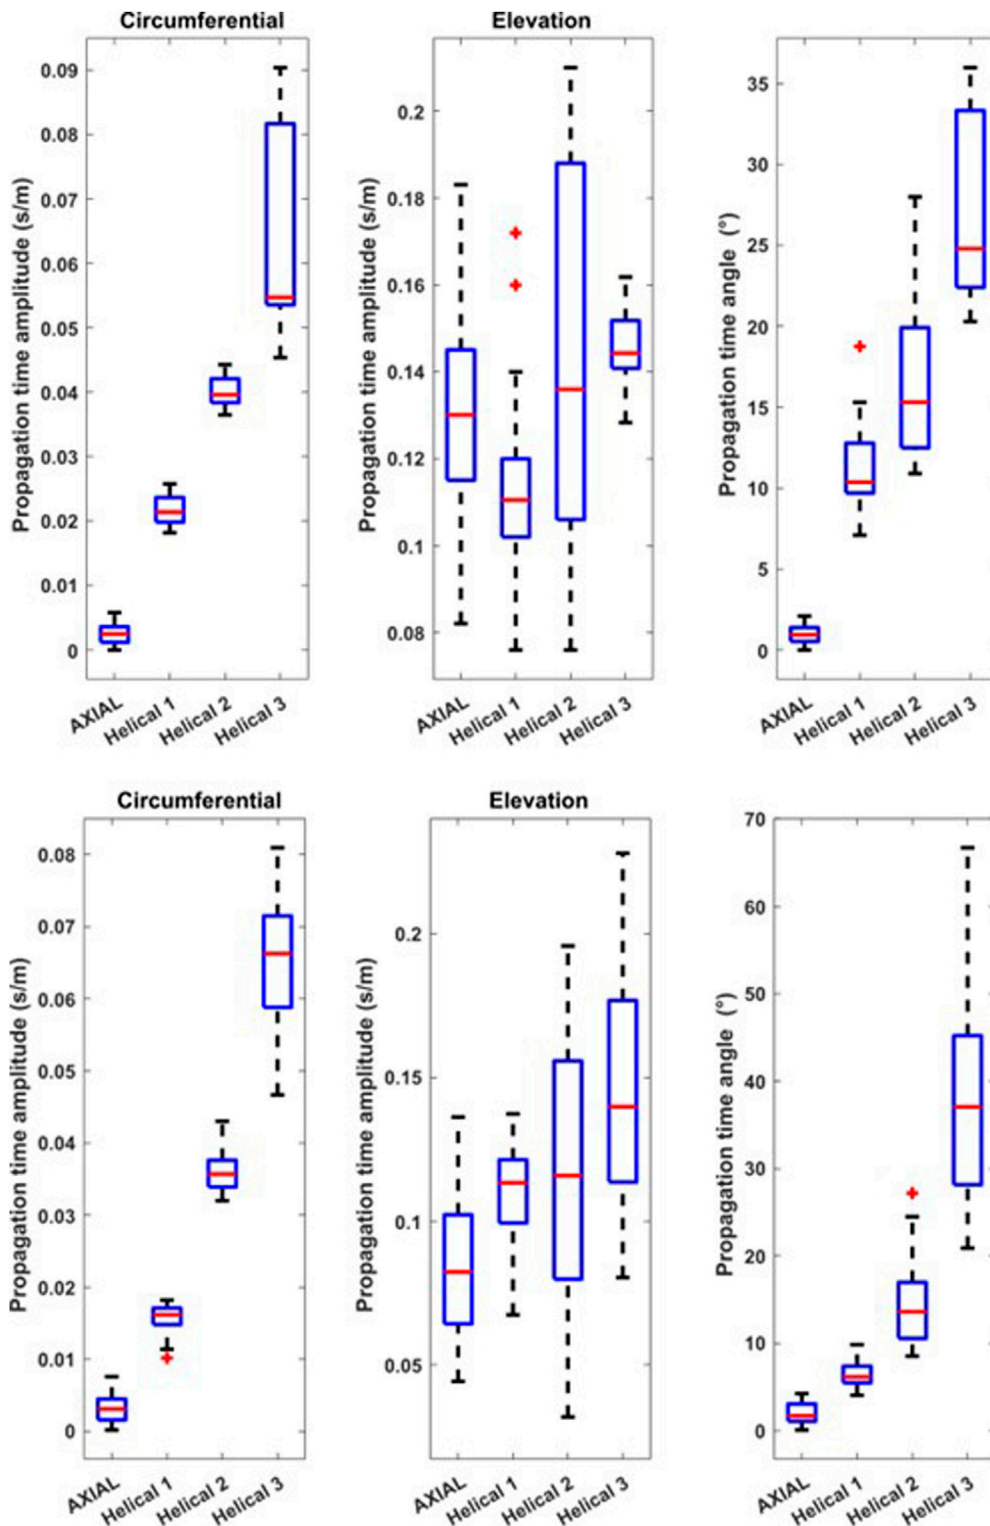 Circumferential
Propagation time amplitude (s/m)
0.09
0.08
0.07
0.06
0.05
0.04
0.03
0.02
0.01
0
AXIAL
Helical 1
Helical 2
Helical 3
Elevation
Propagation time amplitude (s/m)
0.2
0.18
0.16
0.14
0.12
0.1
0.08
AXIAL
Helical 1
Helical 2
Helical 3
Propagation time angle (°)
35
30
25
20
15
10
5
0
AXIAL
Helical 1
Helical 2
Helical 3
Circumferential
Propagation time amplitude (s/m)
0.08
0.07
0.06
0.05
0.04
0.03
0.02
0.01
0
AXIAL
Helical 1
Helical 2
Helical 3
Elevation
Propagation time amplitude (s/m)
0.2
0.15
0.1
0.05
AXIAL
Helical 1
Helical 2
Helical 3
Propagation time angle (°)
70
60
50
40
30
20
10
0
AXIAL
Helical 1
Helical 2
Helical 3